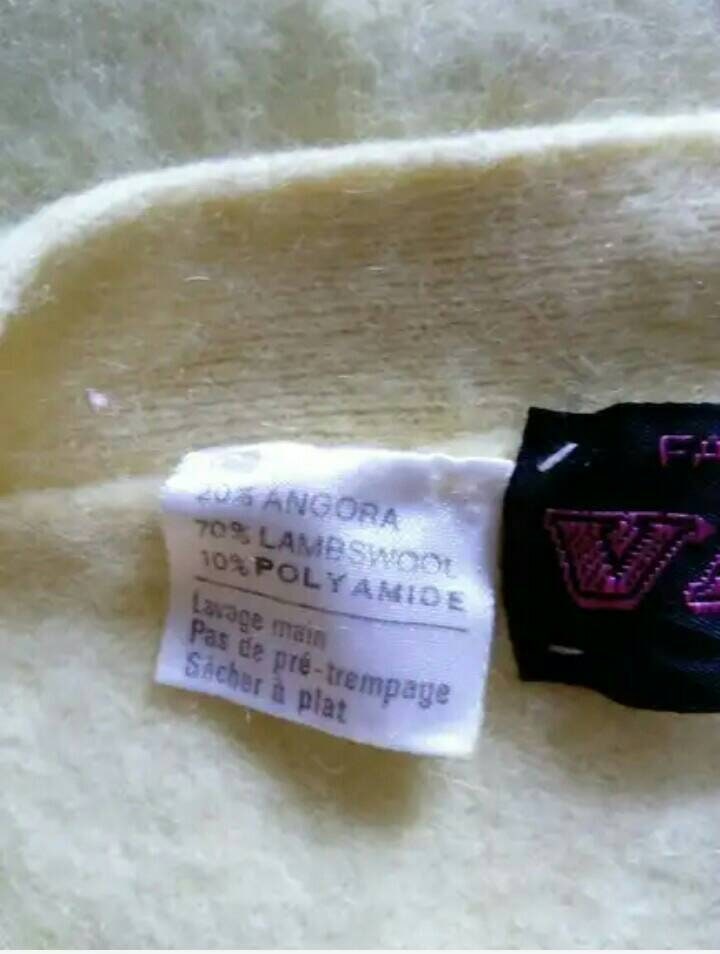 20% ANGORA
70% LAMBSWOOL
10% POLYAMIDE
Lavage main
Pas de pré-trempage
Sécher à plat